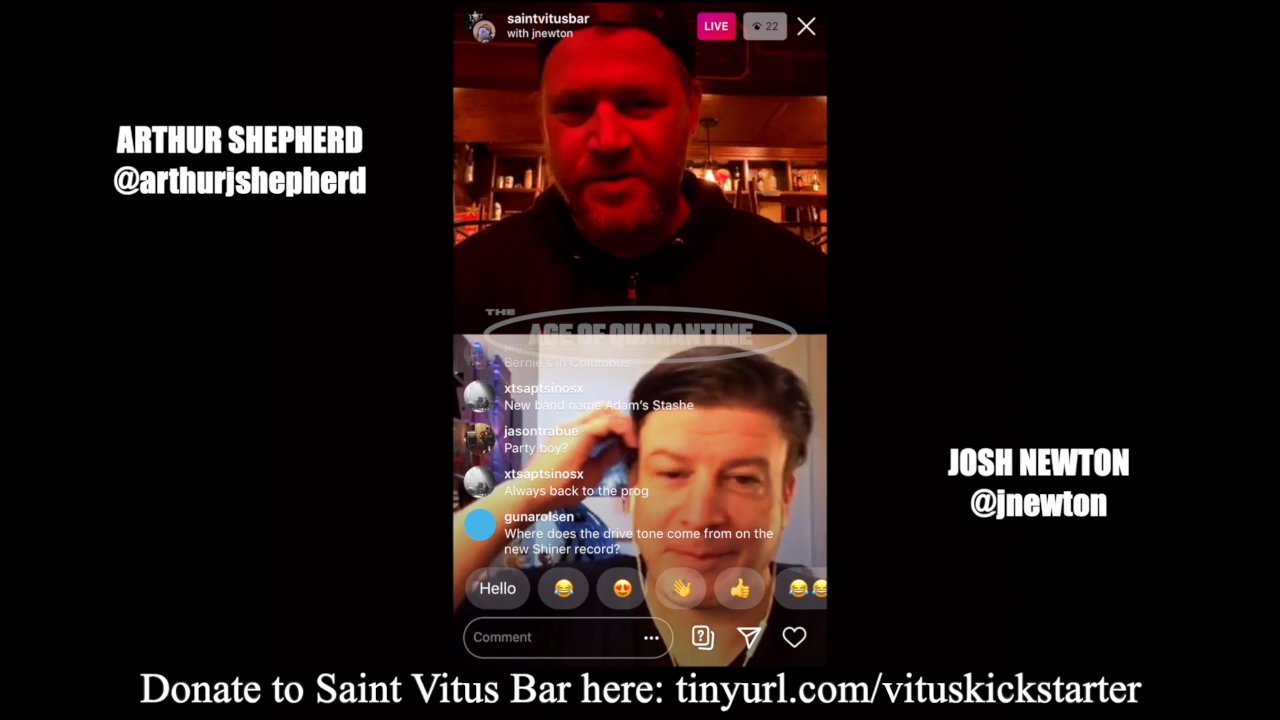 saintvitusbar
with jnewton
LIVE
22
ARTHUR SHEPHERD
@arthurjshepherd
THE
AGE OF QUARANTINE
Bernie's in Columbus
xtsaptsinosx
New band name Adam's Stashe
jasontrabue
Party boy?
xtsaptsinosx
Always back to the prog
gunarolsen
Where does the drive tone come from on the
new Shiner record?
JOSH NEWTON
@jnewton
Hello
Comment
Donate to Saint Vitus Bar here: tinyurl.com/vituskickstarter